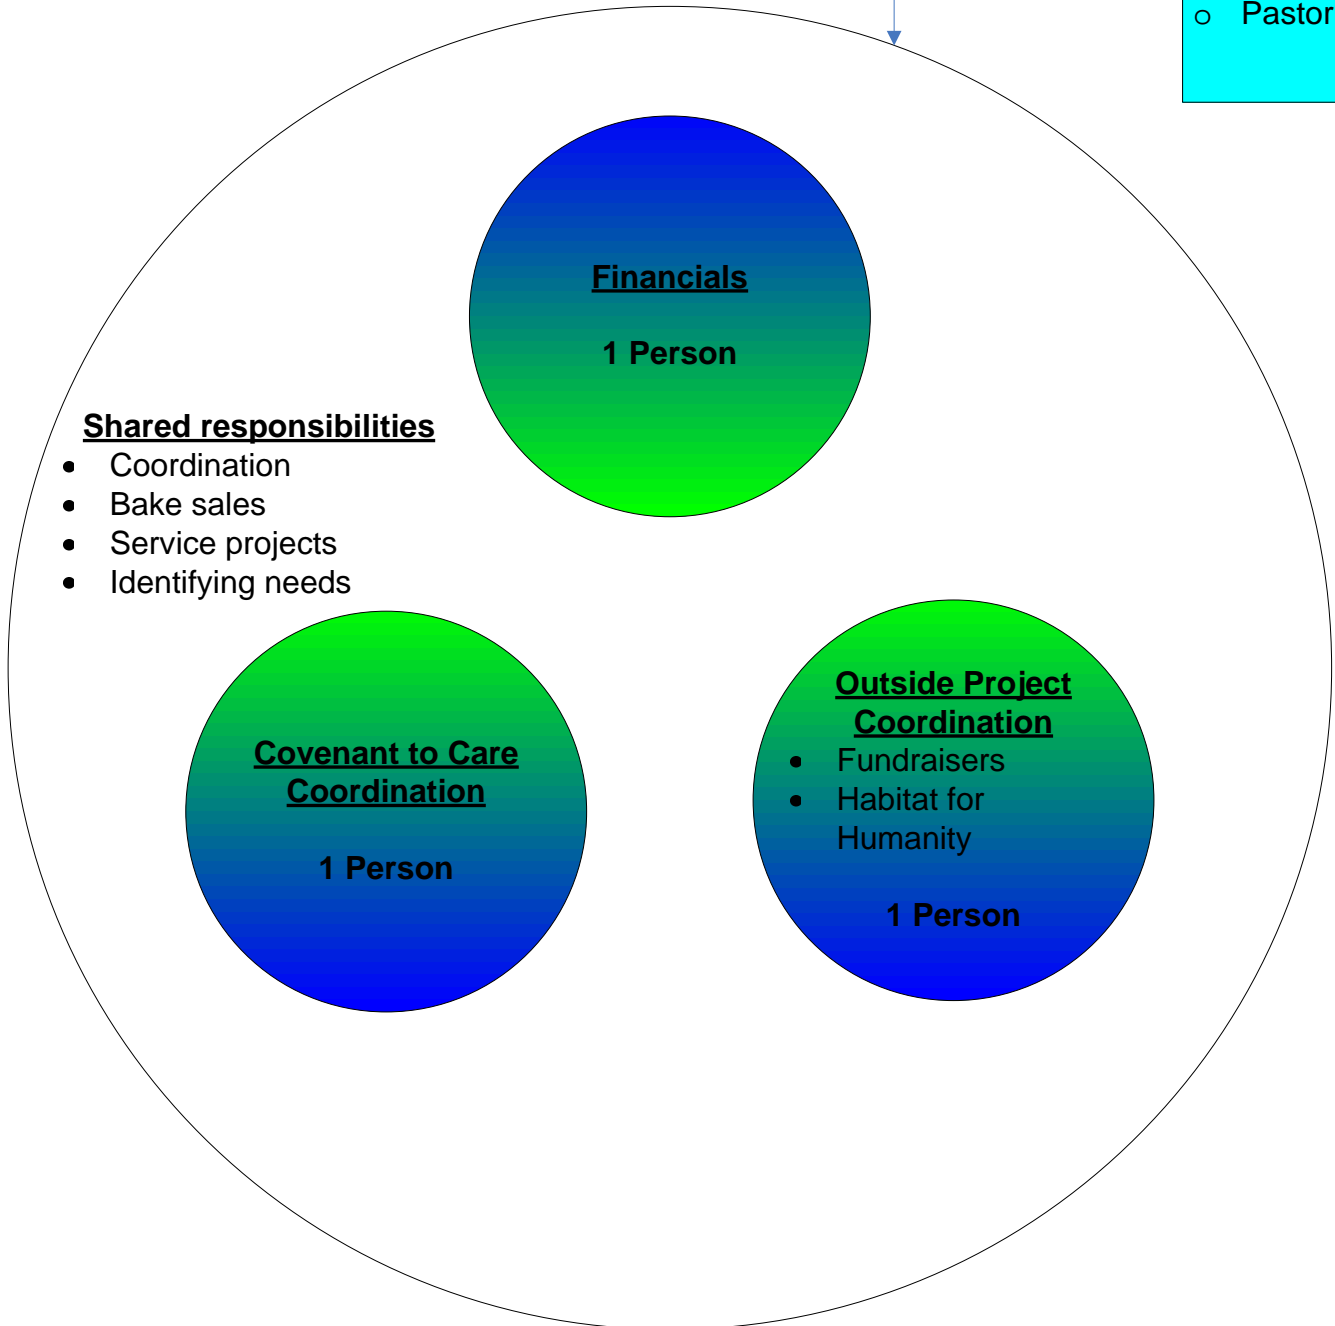 ○ Pastor
Financials
1 Person
Shared responsibilities
• Coordination
• Bake sales
• Service projects
• Identifying needs
Covenant to Care
Coordination
1 Person
Outside Project
Coordination
• Fundraisers
• Habitat for
Humanity
1 Person